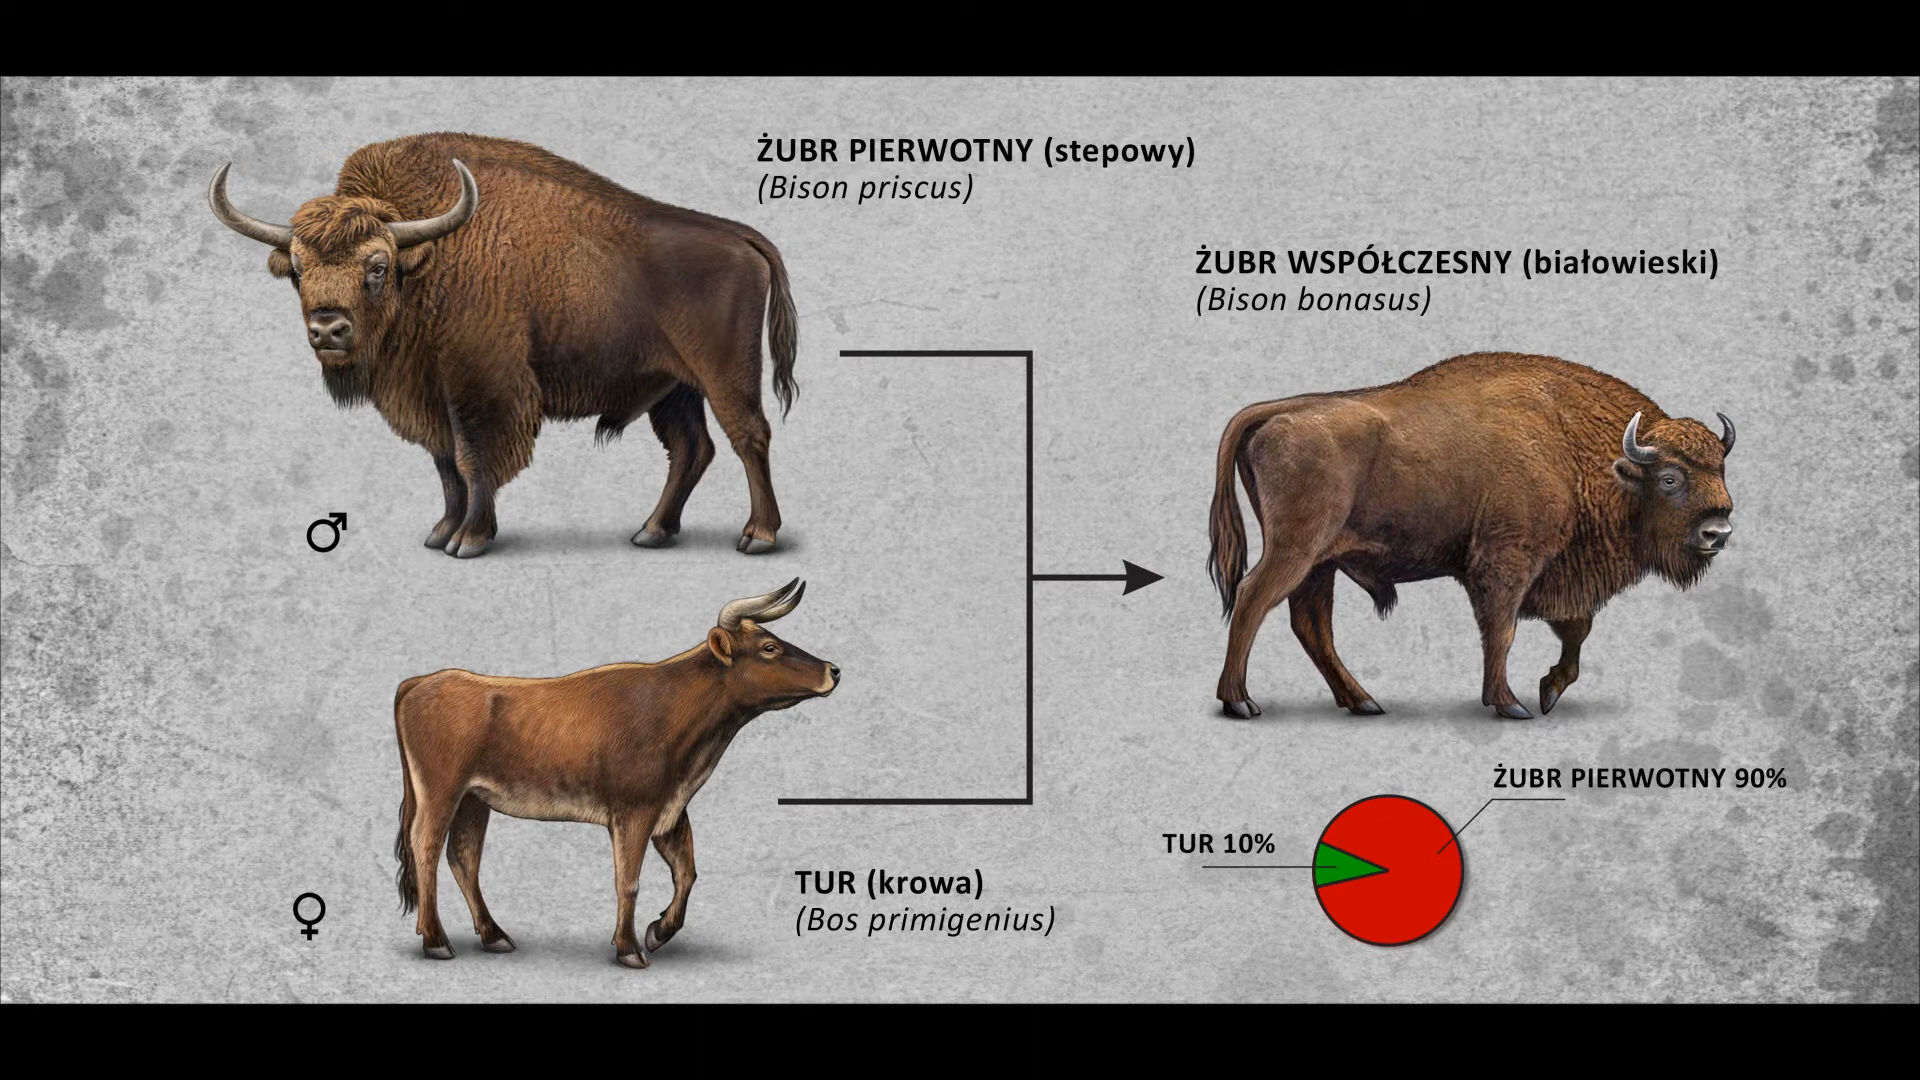 ŻUBR PIERWOTNY (stepowy)
(Bison priscus)
ŻUBR WSPÓŁCZESNY (białowieski)
(Bison bonasus)
TUR (krowa)
(Bos primigenius)
ŻUBR PIERWOTNY 90%
TUR 10%